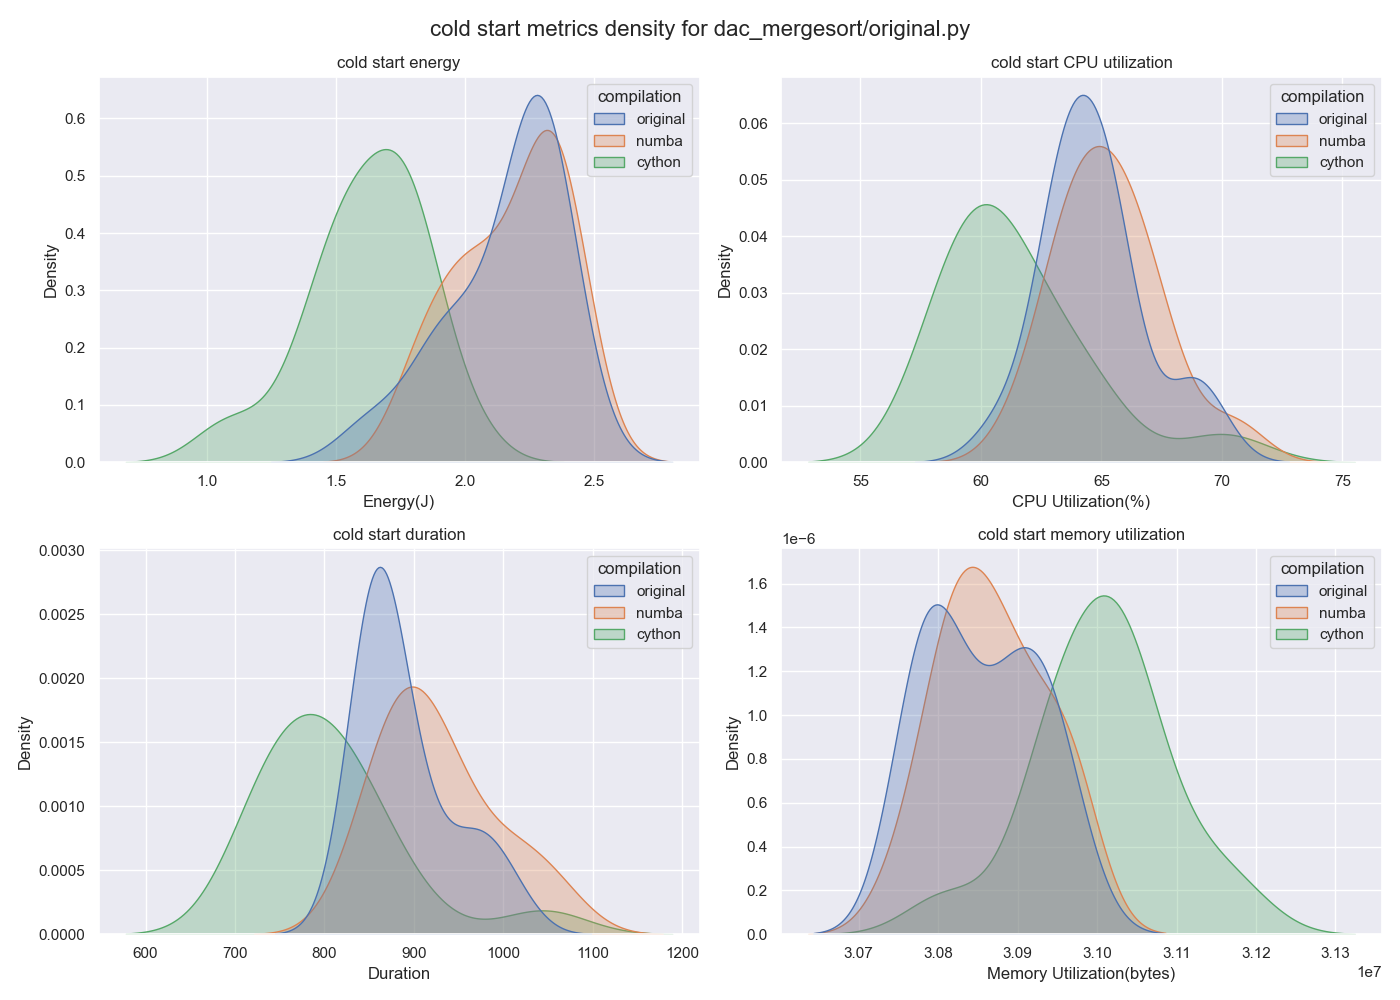 cold start metrics density for dac_mergesort/original.py
cold start energy
compilation
original
numba
cython
Density
0.6
0.5
0.4
0.3
0.2
0.1
0.0
1.0
1.5
2.0
2.5
Energy(J)
cold start CPU utilization
compilation
original
numba
cython
Density
0.06
0.05
0.04
0.03
0.02
0.01
0.00
55
60
65
70
75
CPU Utilization(%)
cold start duration
compilation
original
numba
cython
Density
0.0030
0.0025
0.0020
0.0015
0.0010
0.0005
0.0000
600
700
800
900
1000
1100
1200
Duration
cold start memory utilization
1e−6
compilation
original
numba
cython
Density
1.6
1.4
1.2
1.0
0.8
0.6
0.4
0.2
0.0
3.07
3.08
3.09
3.10
3.11
3.12
3.13
1e7
Memory Utilization(bytes)